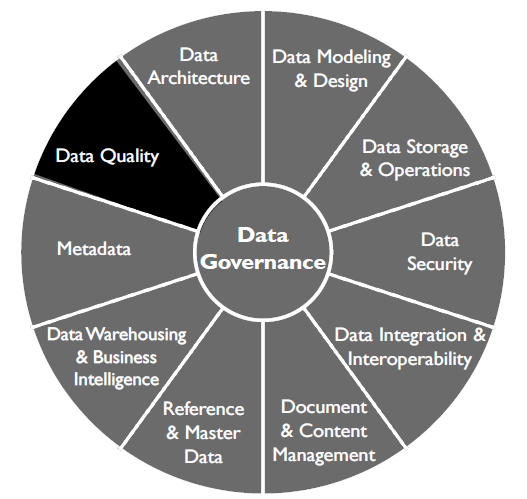 Data
Architecture
Data Modeling
& Design
Data Storage
& Operations
Data
Security
Data Integration &
Interoperability
Document
& Content
Management
Reference
& Master
Data
Data Warehousing
& Business
Intelligence
Metadata
Data Quality
Data
Governance